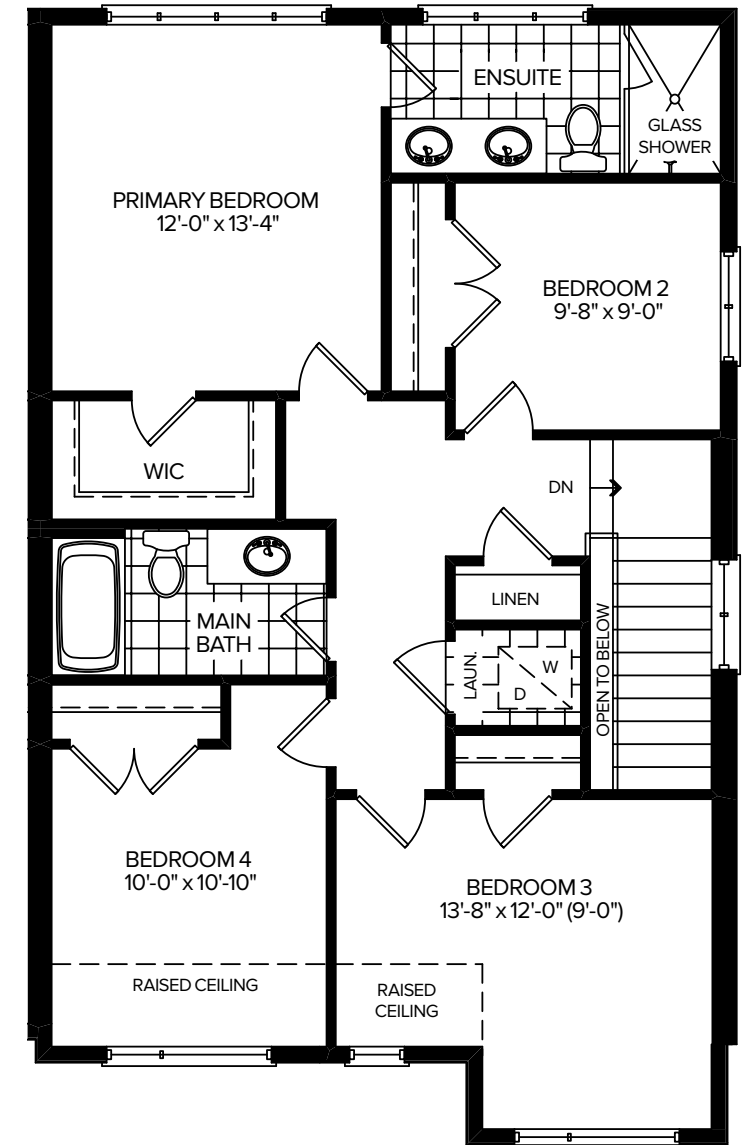 ENSUITE
GLASS
SHOWER
PRIMARY BEDROOM
12'-0" x 13'-4"
BEDROOM 2
9'-8" x 9'-0"
WIC
DN
LINEN
MAIN
BATH
LAUN.
W
D
OPEN TO BELOW
BEDROOM 4
10'-0" x 10'-10"
BEDROOM 3
13'-8" x 12'-0" (9'-0")
RAISED CEILING
RAISED
CEILING